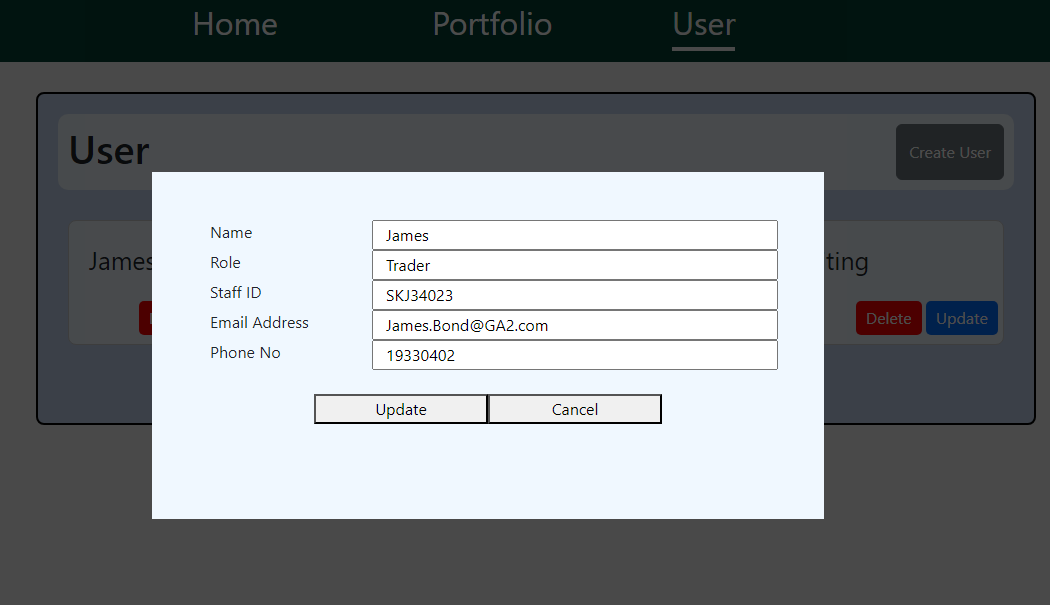 Home Portfolio User
User
Create User
James
ting
Delete Update
Name James
Role Trader
Staff ID SKJ34023
Email Address James.Bond@GA2.com
Phone No 19330402
Update Cancel